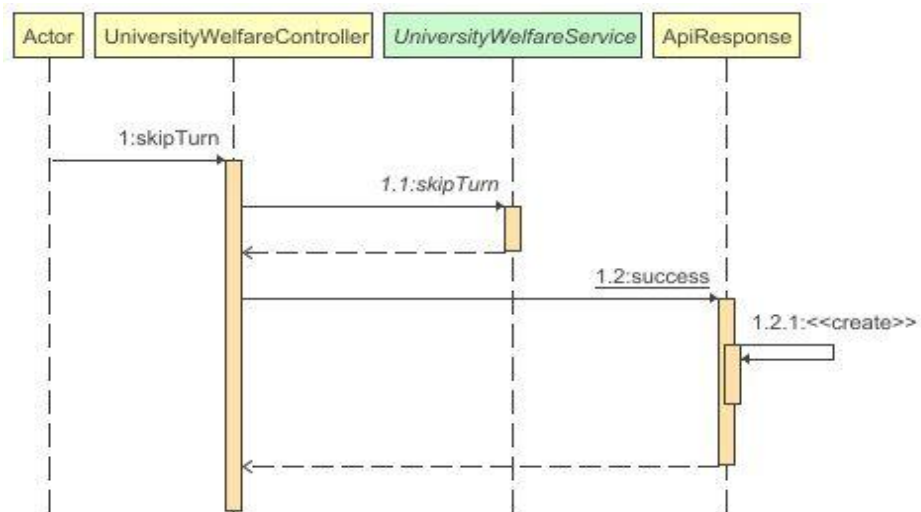 Actor
UniversityWelfareController
UniversityWelfareService
ApiResponse
1:skipTurn
1.1:skipTurn
1.2:success
1.2.1:<<create>>